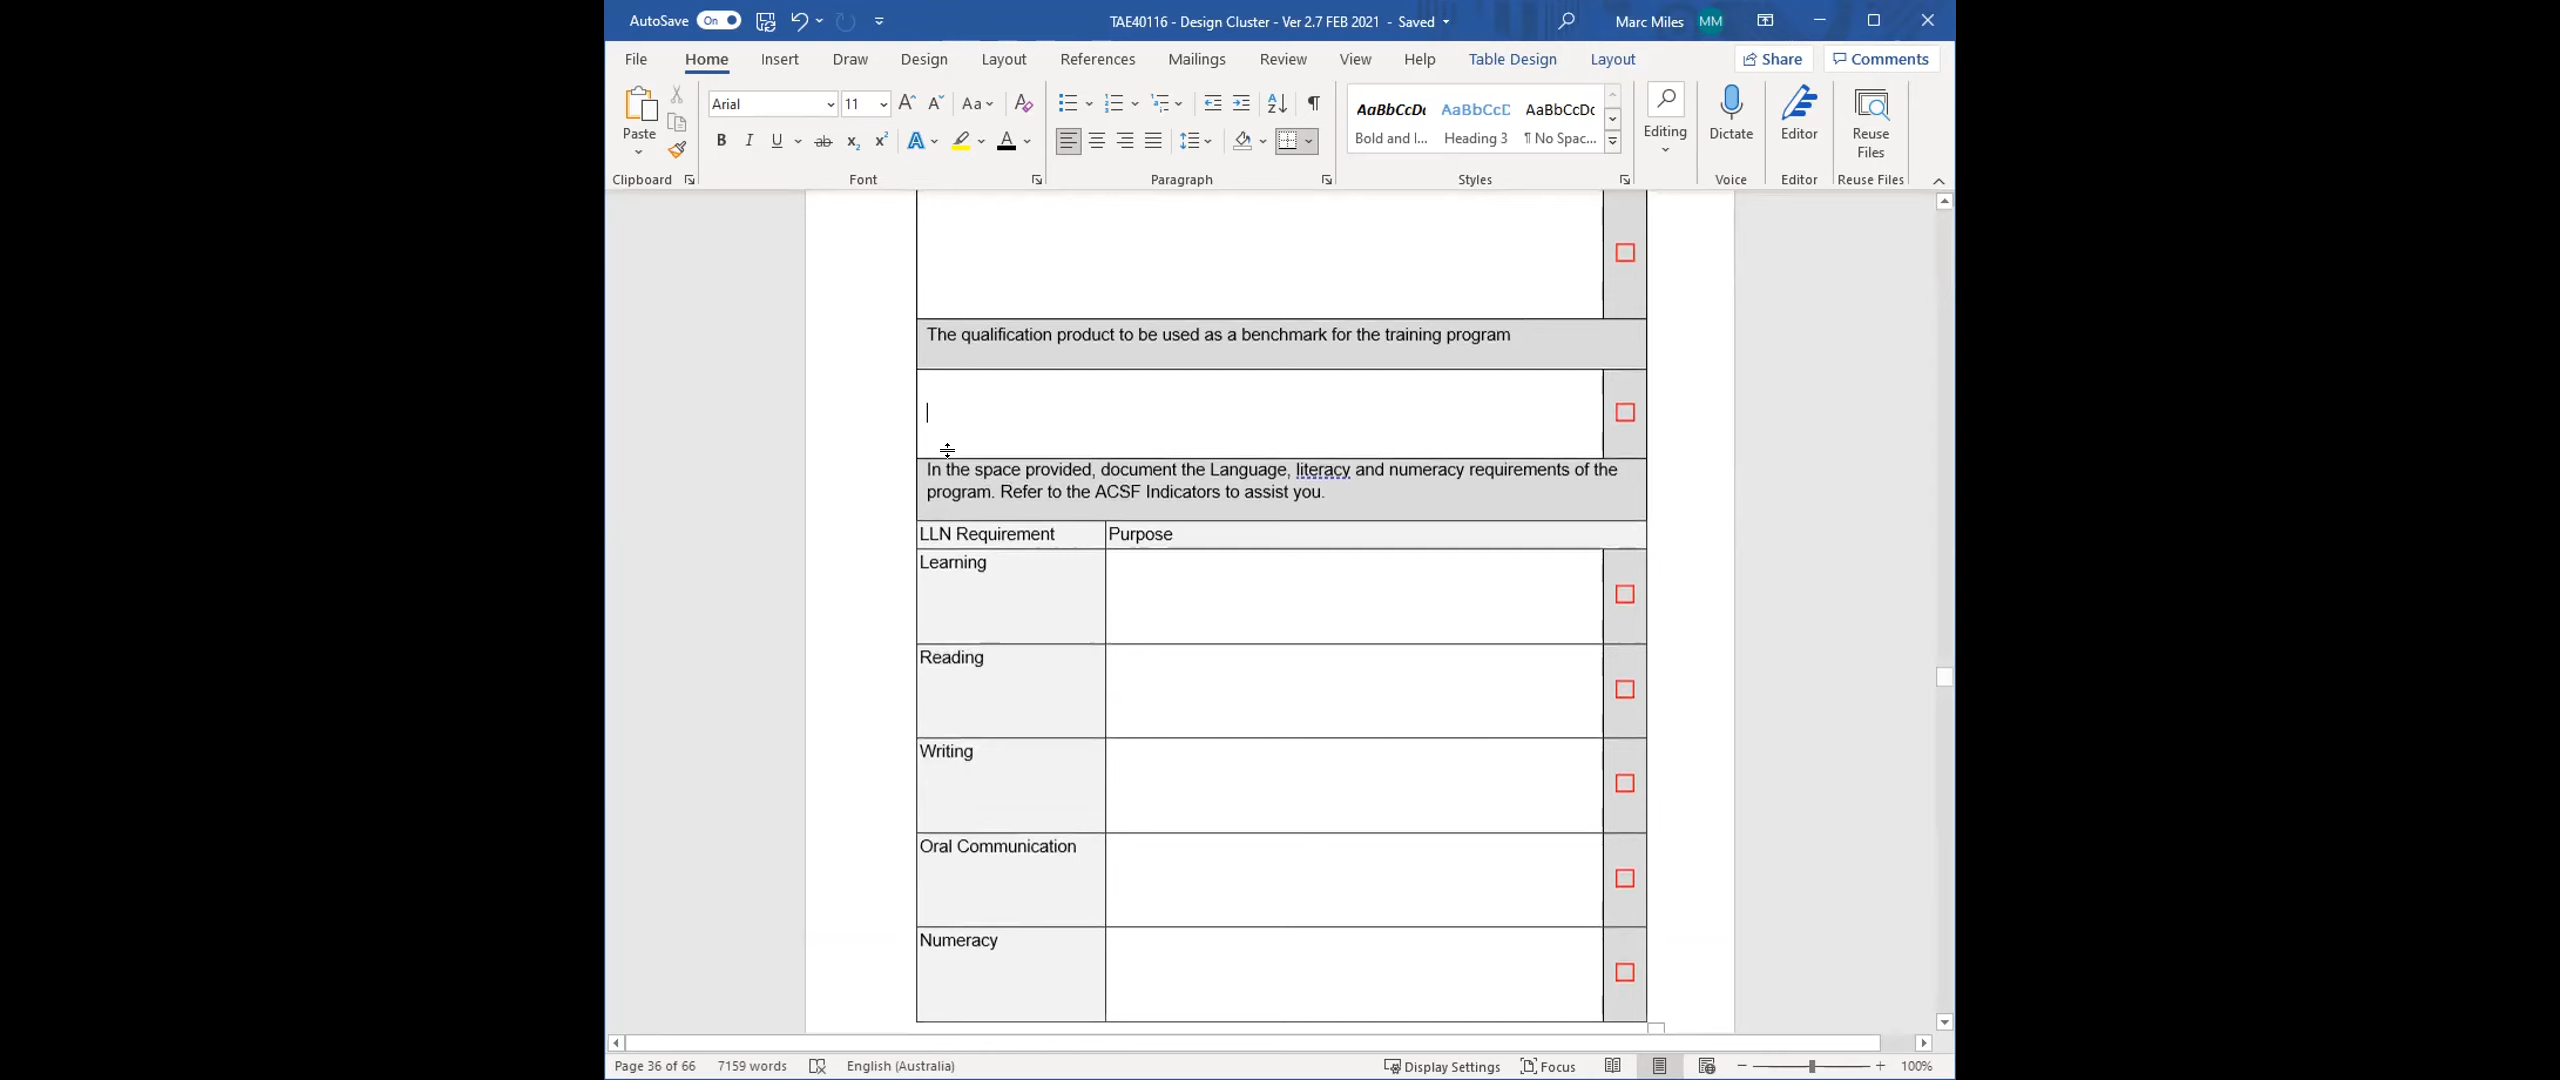 AutoSave On
TAE40116 - Design Cluster - Ver 2.7 FEB 2021 - Saved
Marc Miles MM
File Home Insert Draw Design Layout References Mailings Review View Help Table Design Layout
Share Comments
Paste
Arial 11 Aa
B I U ab x₂ x² A A
AaBbCcDc AaBbCcD AaBbCcDc
Bold and I... Heading 3 ¶ No Spac...
Editing
Dictate
Editor
Reuse
Files
Clipboard Font Paragraph Styles Voice Editor Reuse Files
The qualification product to be used as a benchmark for the training program
In the space provided, document the Language, literacy and numeracy requirements of the
program. Refer to the ACSF Indicators to assist you.
LLN Requirement Purpose
Learning
Reading
Writing
Oral Communication
Numeracy
Page 36 of 66 7159 words English (Australia) Display Settings Focus 100%